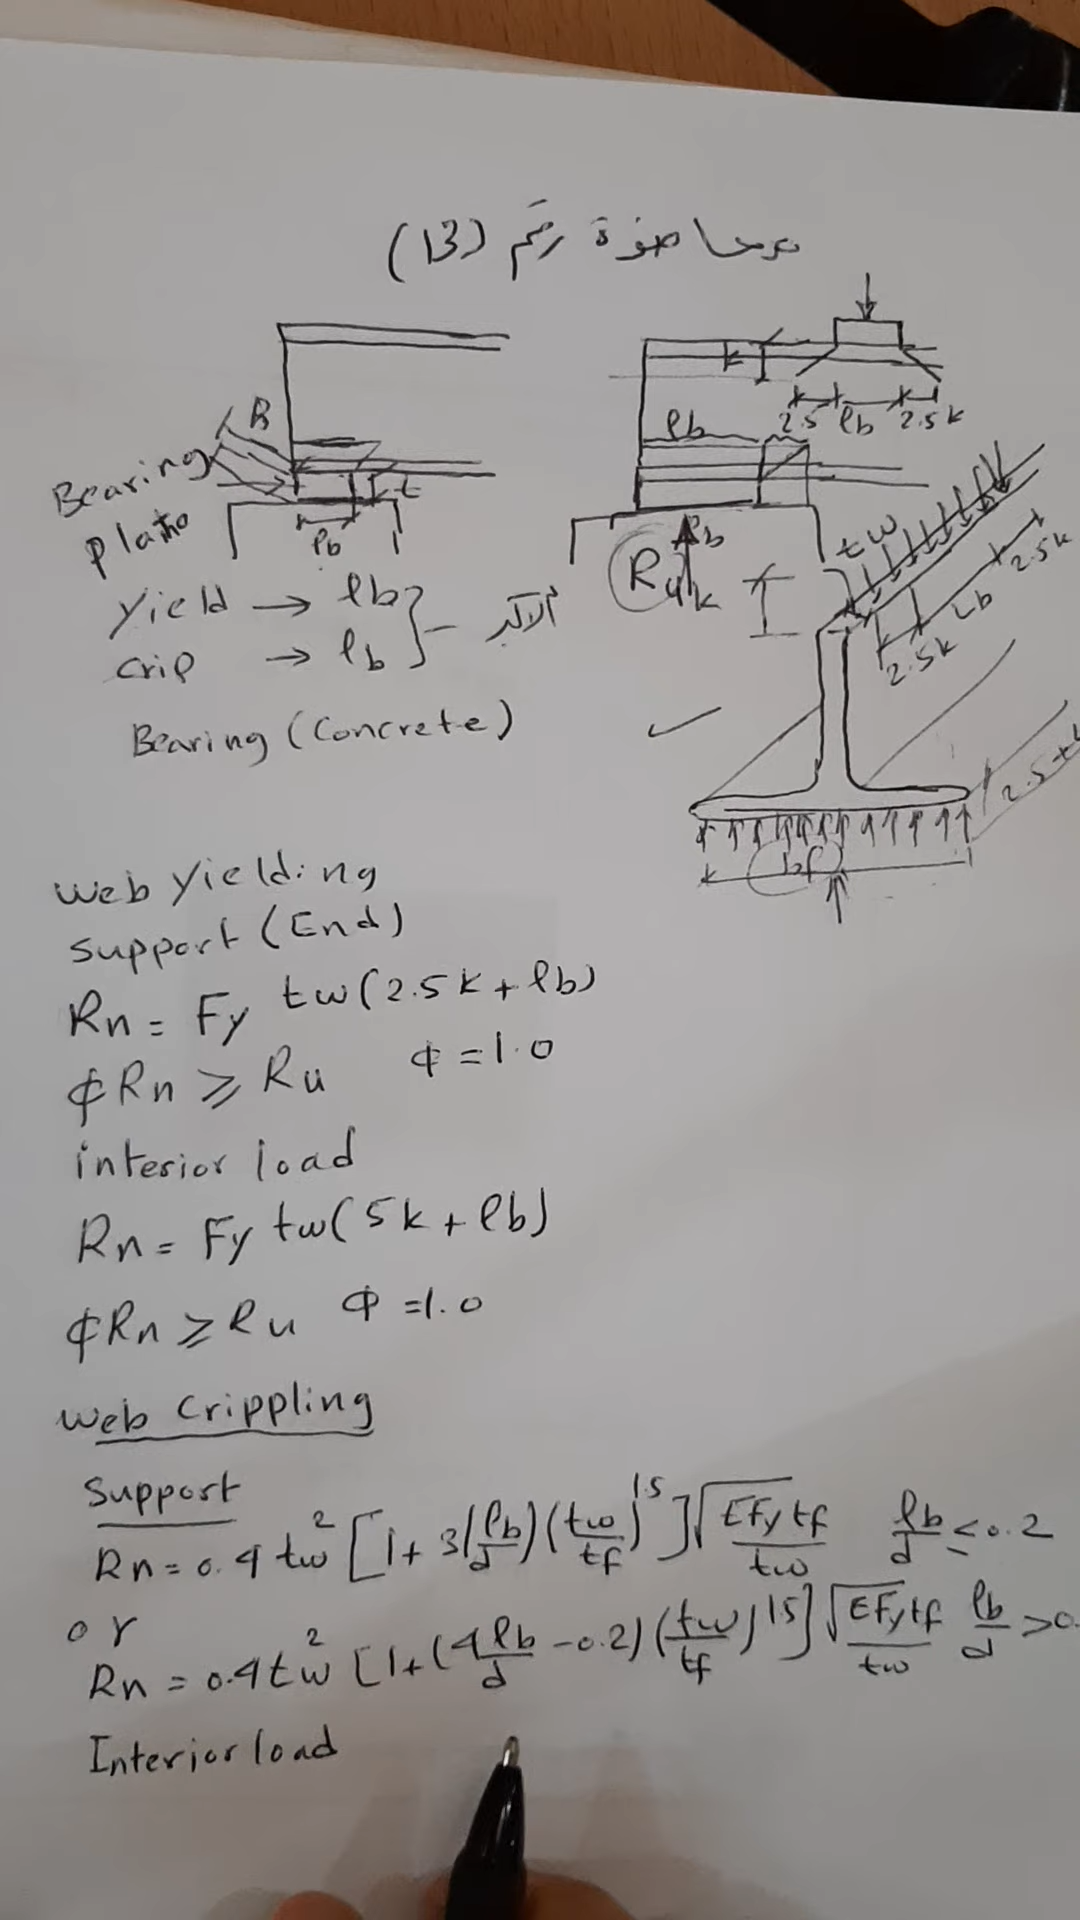 محاضرة رقم (13)
B
Bearing
t
lb
yield → lb
crip → lb
الاكبر
Bearing (Concrete)
k
2.5 lb 2.5k
lb
lb
Ru
k
tw
2.5k
Lb
2.5k
bf
web yielding
support (End)
Rn = Fy tw (2.5k + lb)
ϕRn ≥ Ru ϕ = 1.0
interior load
Rn = Fy tw (5k + lb)
ϕRn ≥ Ru ϕ = 1.0
web Crippling
Support
Rn = 0.4 tw² [1 + 3(lb/d)(tw/tf)^1.5] √EFy tf/tw lb/d ≤ 0.2
or
Rn = 0.4 tw² [1 + (4lb/d - 0.2)(tw/tf)^1.5] √EFy tf/tw lb/d > 0.
Interior load